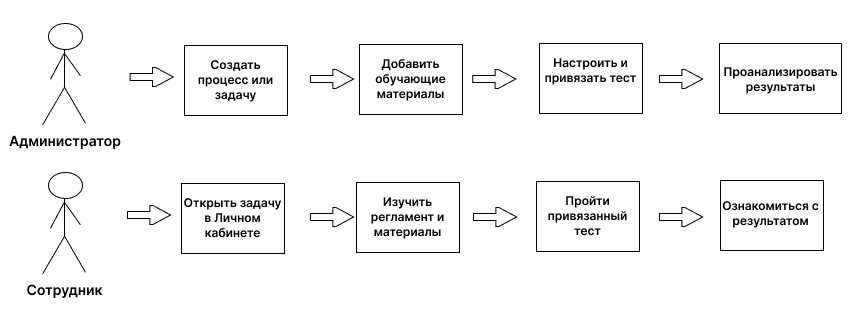 Создать
процесс или
задачу
Добавить
обучающие
материалы
Настроить и
привязать тест
Проанализировать
результаты
Администратор
Открыть задачу
в Личном
кабинете
Изучить
регламент и
материалы
Пройти
привязанный
тест
Ознакомиться с
результатом
Сотрудник